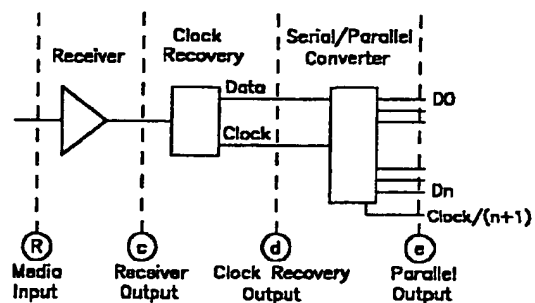 Receiver
Clock
Recovery
Serial/Parallel
Converter
Data
Clock
D0
Dn
Clock/(n+1)
R
c
d
e
Media
Input
Receiver
Output
Clock Recovery
Output
Parallel
Output